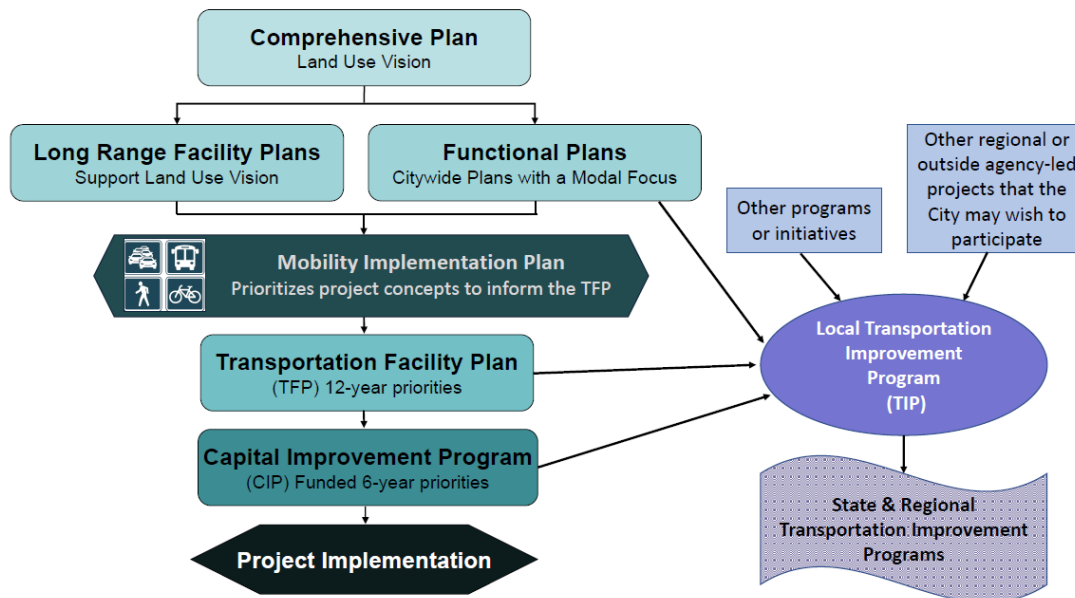 Comprehensive Plan
Land Use Vision
Long Range Facility Plans
Support Land Use Vision
Functional Plans
Citywide Plans with a Modal Focus
Other programs
or initiatives
Other regional or
outside agency-led
projects that the
City may wish to
participate
Mobility Implementation Plan
Prioritizes project concepts to inform the TFP
Transportation Facility Plan
(TFP) 12-year priorities
Capital Improvement Program
(CIP) Funded 6-year priorities
Project Implementation
Local Transportation
Improvement
Program
(TIP)
State & Regional
Transportation Improvement
Programs